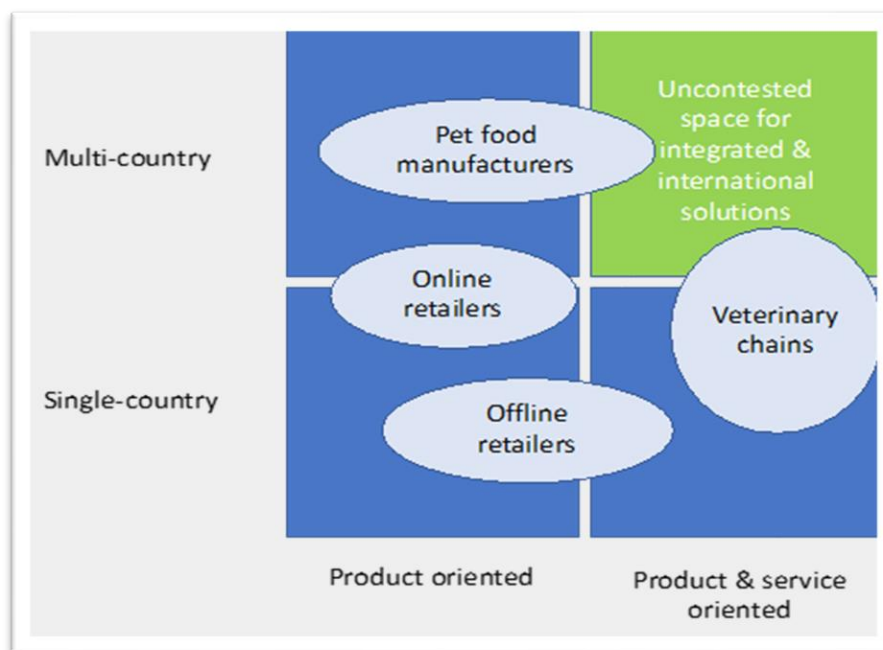 Uncontested
space for
integrated &
international
solutions
Multi-country
Pet food
manufacturers
Online
retailers
Veterinary
chains
Single-country
Offline
retailers
Product oriented
Product & service
oriented